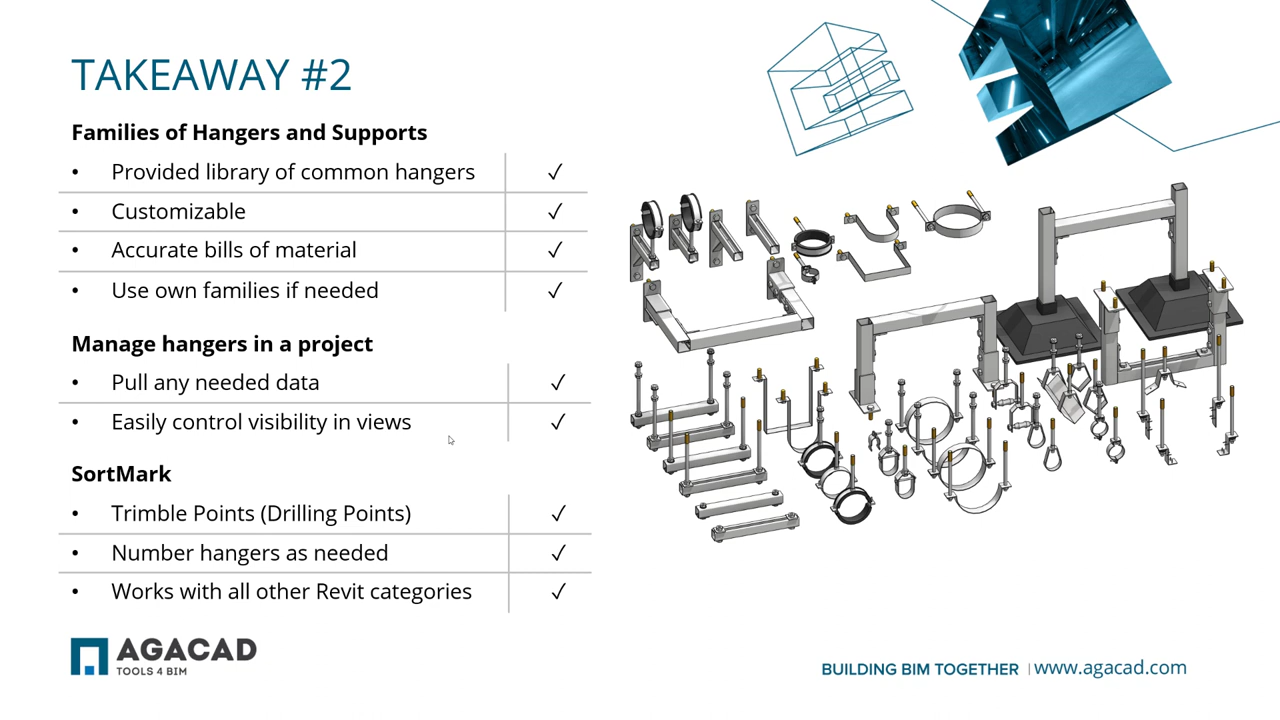 TAKEAWAY #2
Families of Hangers and Supports
• Provided library of common hangers ✓
• Customizable ✓
• Accurate bills of material ✓
• Use own families if needed ✓
Manage hangers in a project
• Pull any needed data ✓
• Easily control visibility in views ✓
SortMark
• Trimble Points (Drilling Points) ✓
• Number hangers as needed ✓
• Works with all other Revit categories ✓
AGACAD
TOOLS 4 BIM
BUILDING BIM TOGETHER | www.agacad.com